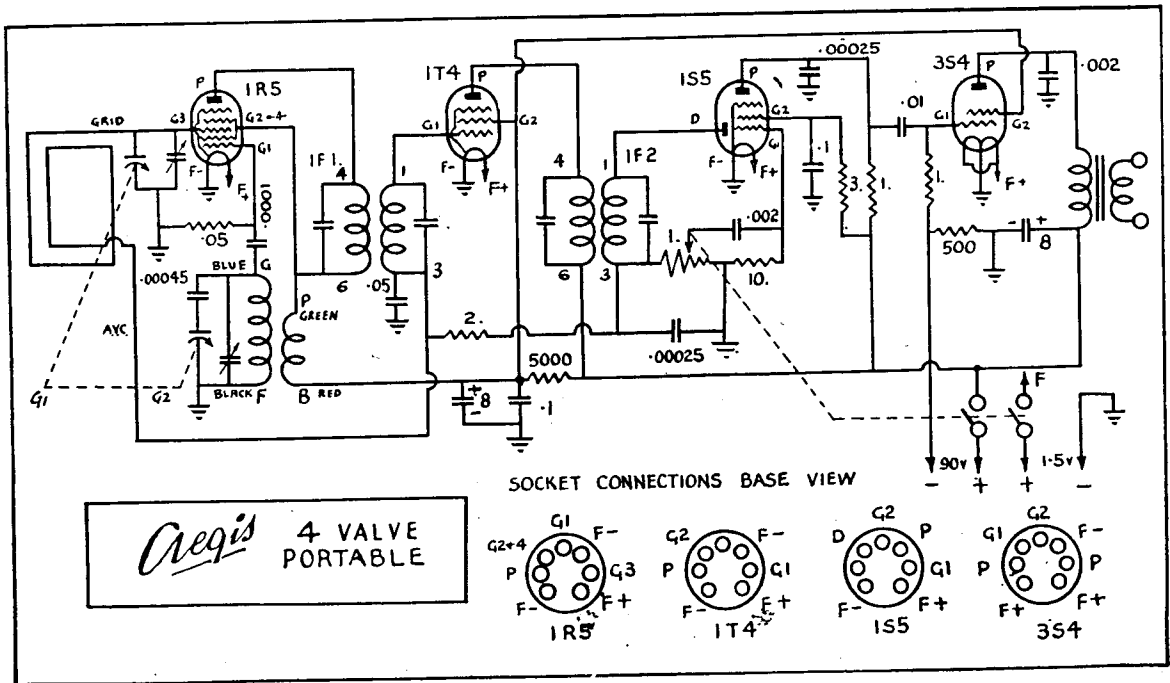 P
1R5
GRID
G3
G2-4
G1
F-
F+
.0001
.05
BLUE
G
.00045
A.V.C.
G1
G2
BLACK
F
P
GREEN
B RED
1F1.
4
6
1
3
.05
1T4
P
G1
G2
F-
F+
2.
5000
+
8
-
.1
4
6
1F2
1
3
1S5
P
D
G2
G1
F-
F+
.00025
.1
3.
1.
.002
1.
10.
.00025
3S4
P
.01
G1
G2
F+
.002
1.
500
- +
8
F
90V
- + +
1.5V
-
SOCKET CONNECTIONS BASE VIEW
Aegis 4 VALVE
PORTABLE
G1
G2+4
F-
P
G3
F-
F+
1R5
G2
F-
P
G1
F-
F+
1T4
G2
D
P
G1
F-
F+
1S5
G2
G1
F-
P
P
F+
F+
3S4